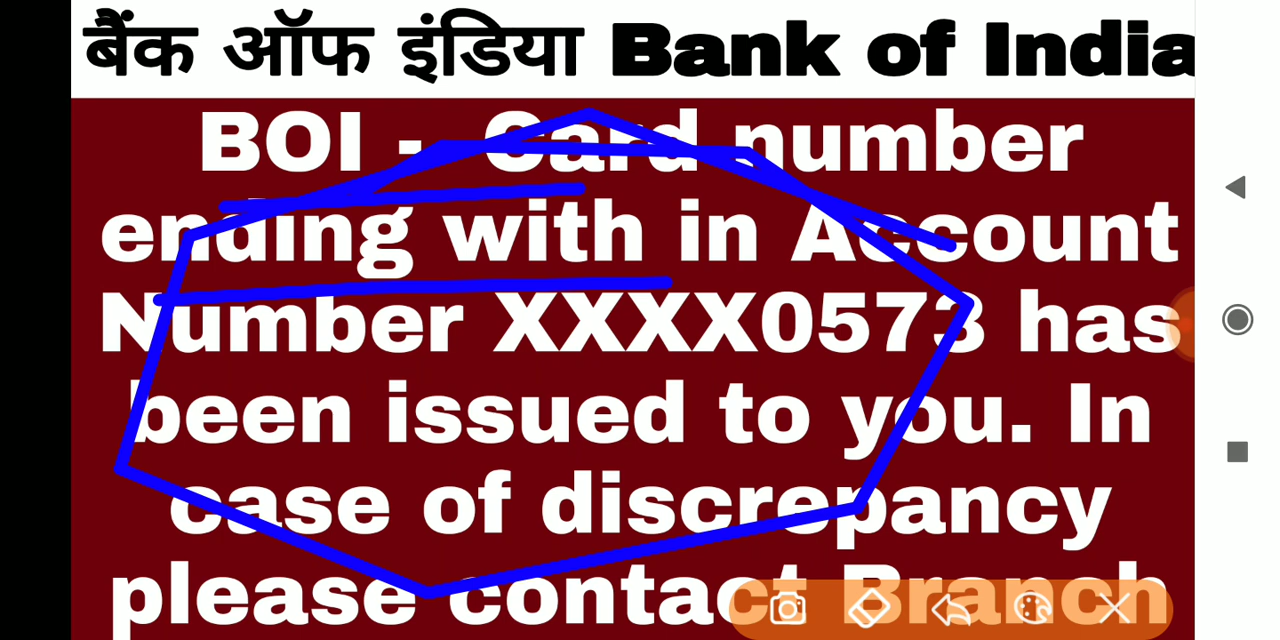 बैंक ऑफ इंडिया Bank of India
BOI - Card number
ending with in Account
Number XXXX0573 has
been issued to you. In
case of discrepancy
please contact Branch